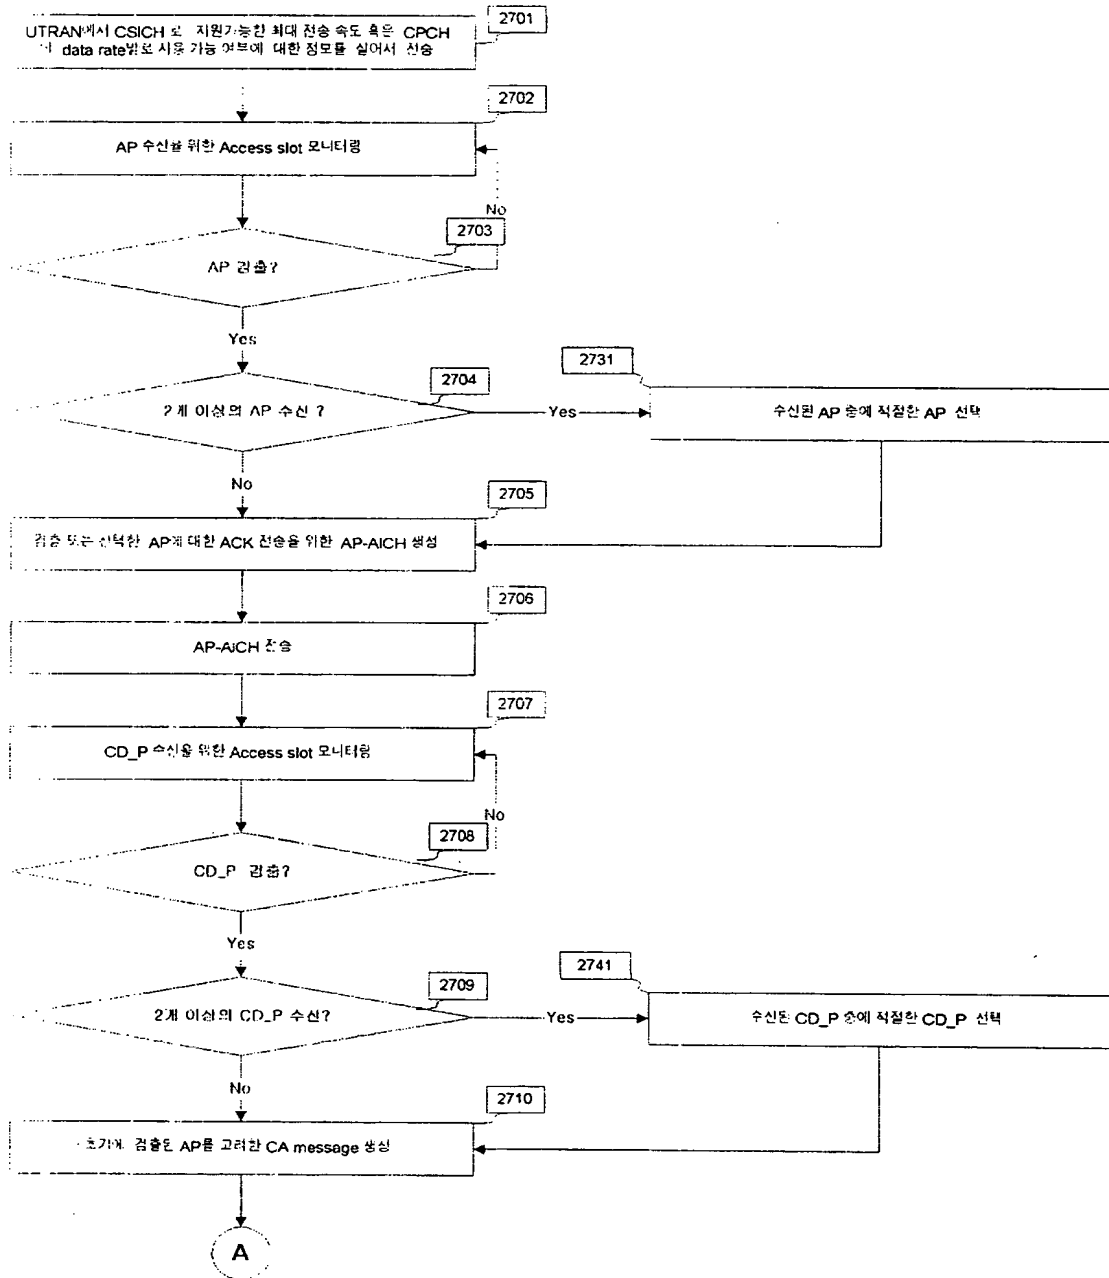 2701
UTRAN에서 CSICH 로 지원가능한 최대 전송 속도 혹은 CPCH
data rate별로 사용 가능 여부에 대한 정보를 실어서 전송
2702
AP 수신을 위한 Access slot 모니터링
No
2703
AP 검출?
Yes
2704
2개 이상의 AP 수신 ?
Yes
2731
수신된 AP 중에 적절한 AP 선택
No
2705
검출 또는 선택한 AP에 대한 ACK 전송을 위한 AP-AICH 생성
2706
AP-AICH 전송
2707
CD_P 수신을 위한 Access slot 모니터링
No
2708
CD_P 검출?
Yes
2709
2개 이상의 CD_P 수신?
Yes
2741
수신된 CD_P 중에 적절한 CD_P 선택
No
2710
초기에 검출된 AP를 고려한 CA message 생성
A